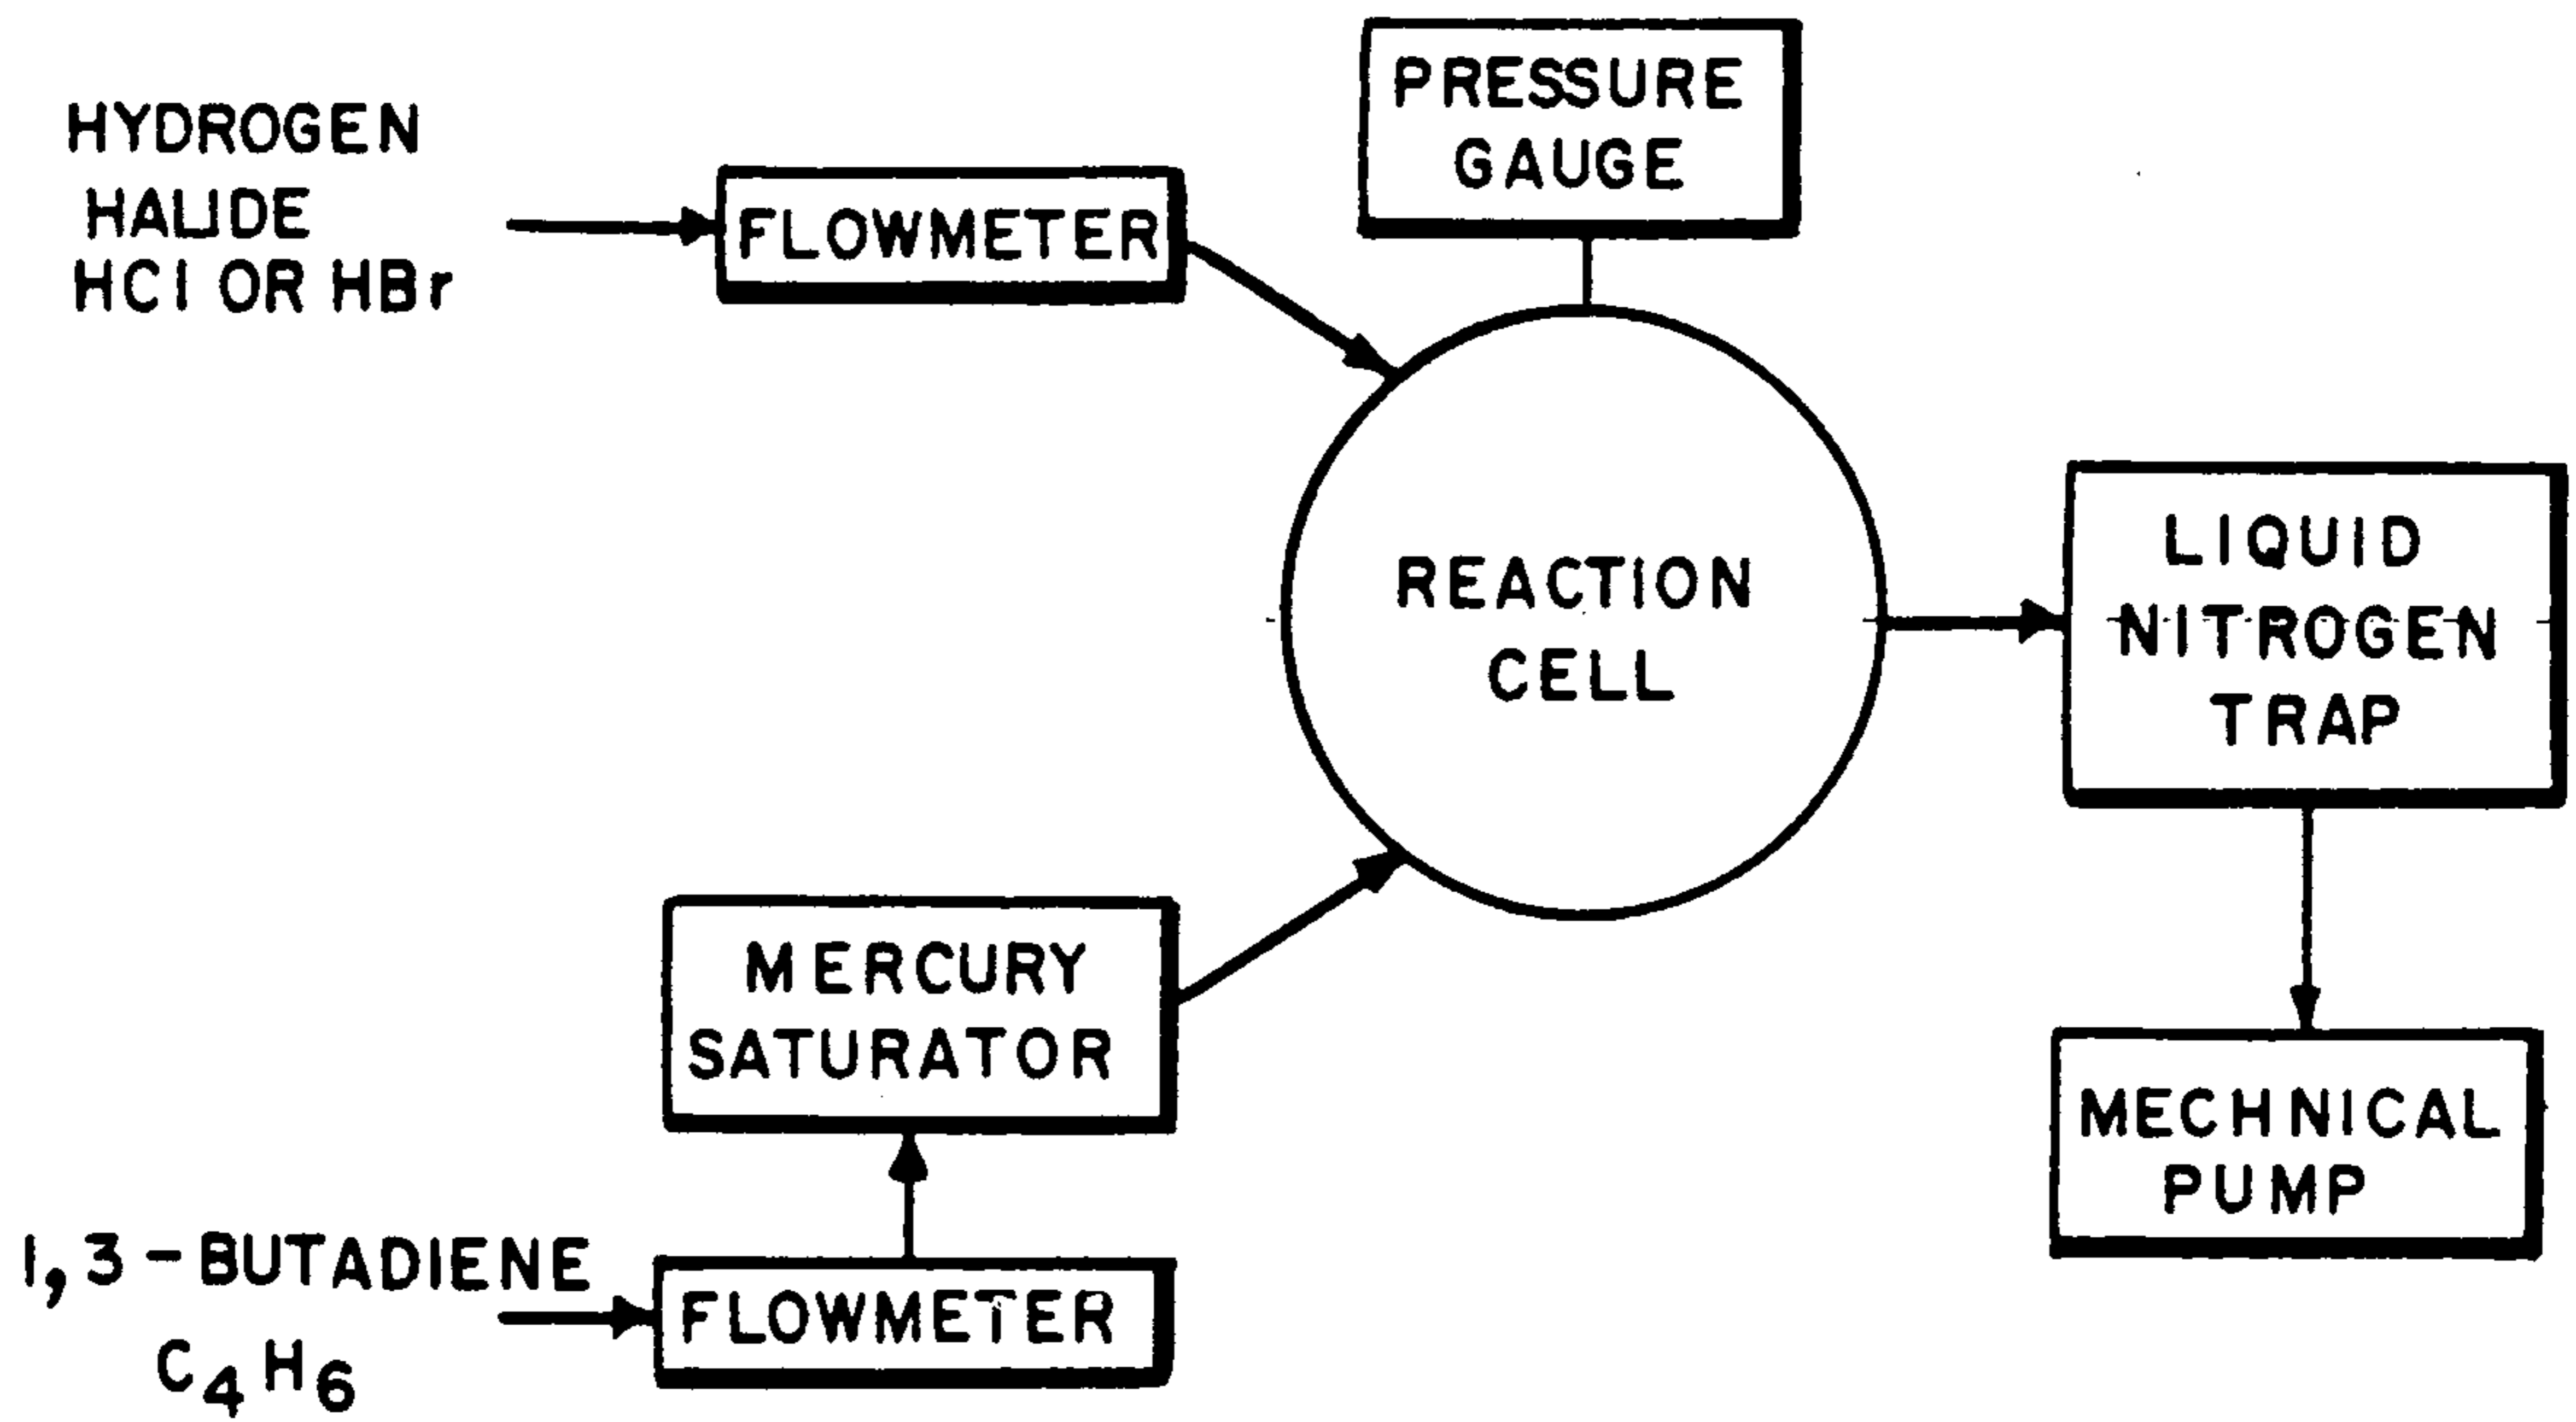 HYDROGEN
HALIDE
HCl OR HBr
FLOWMETER
PRESSURE
GAUGE
REACTION
CELL
LIQUID
NITROGEN
TRAP
MECHNICAL
PUMP
MERCURY
SATURATOR
1,3-BUTADIENE
C4H6
FLOWMETER